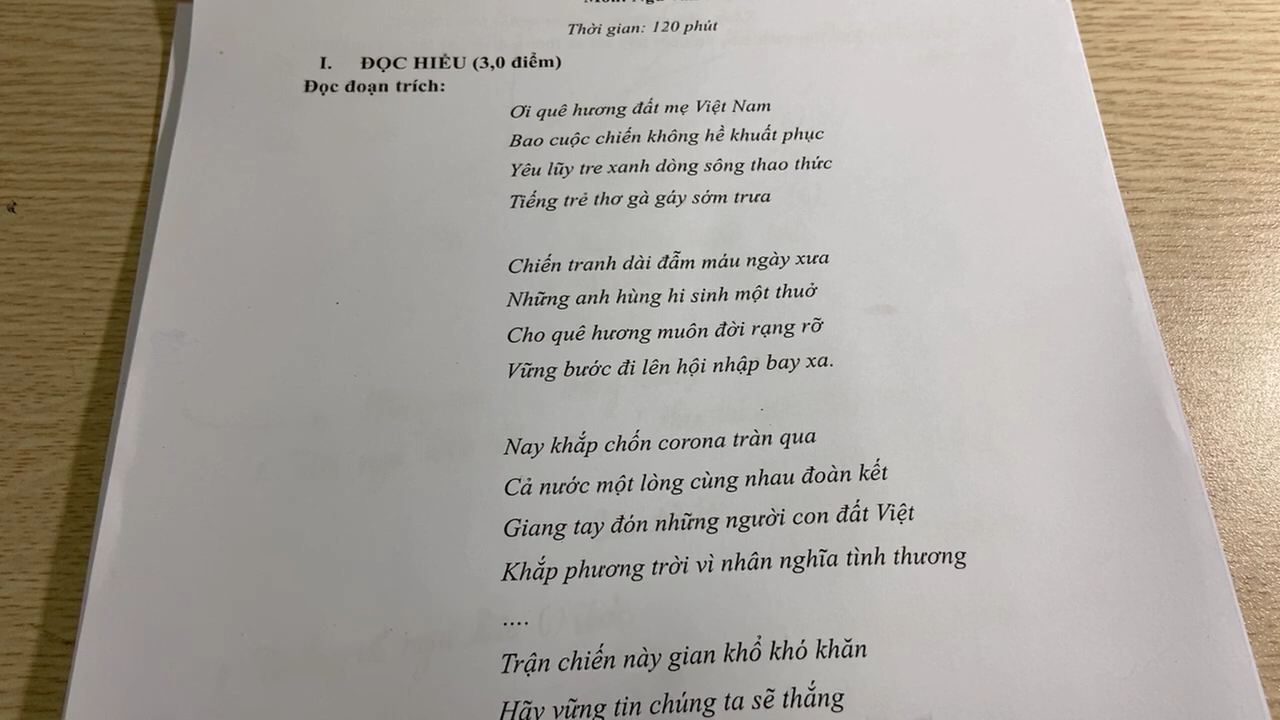 Thời gian: 120 phút
I. ĐỌC HIỂU (3,0 điểm)
Đọc đoạn trích:
Ơi quê hương đất mẹ Việt Nam
Bao cuộc chiến không hề khuất phục
Yêu lũy tre xanh dòng sông thao thức
Tiếng trẻ thơ gà gáy sớm trưa
Chiến tranh dài đẫm máu ngày xưa
Những anh hùng hi sinh một thuở
Cho quê hương muôn đời rạng rỡ
Vững bước đi lên hội nhập bay xa.
Nay khắp chốn corona tràn qua
Cả nước một lòng cùng nhau đoàn kết
Giang tay đón những người con đất Việt
Khắp phương trời vì nhân nghĩa tình thương
....
Trận chiến này gian khổ khó khăn
Hãy vững tin chúng ta sẽ thắng